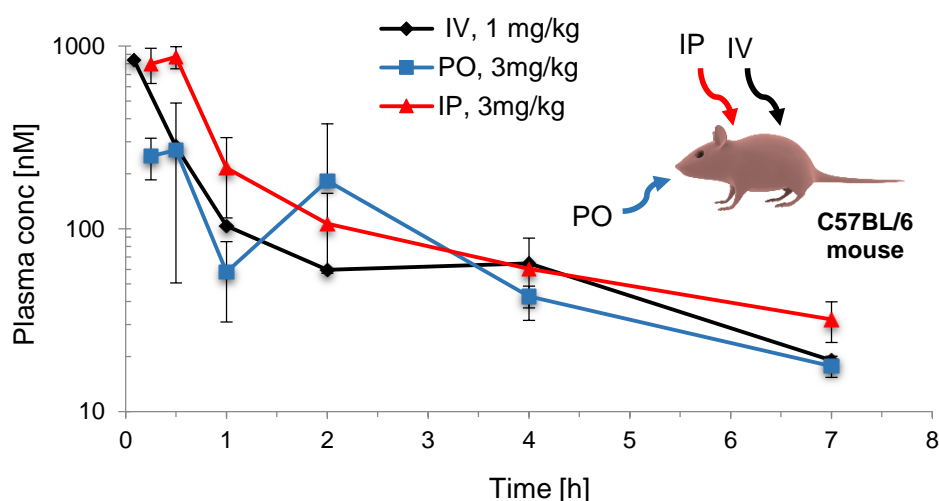 IV, 1 mg/kg
PO, 3mg/kg
IP, 3mg/kg
IP IV
PO
C57BL/6
mouse
Plasma conc [nM]
1000
100
10
0 1 2 3 4 5 6 7 8
Time [h]